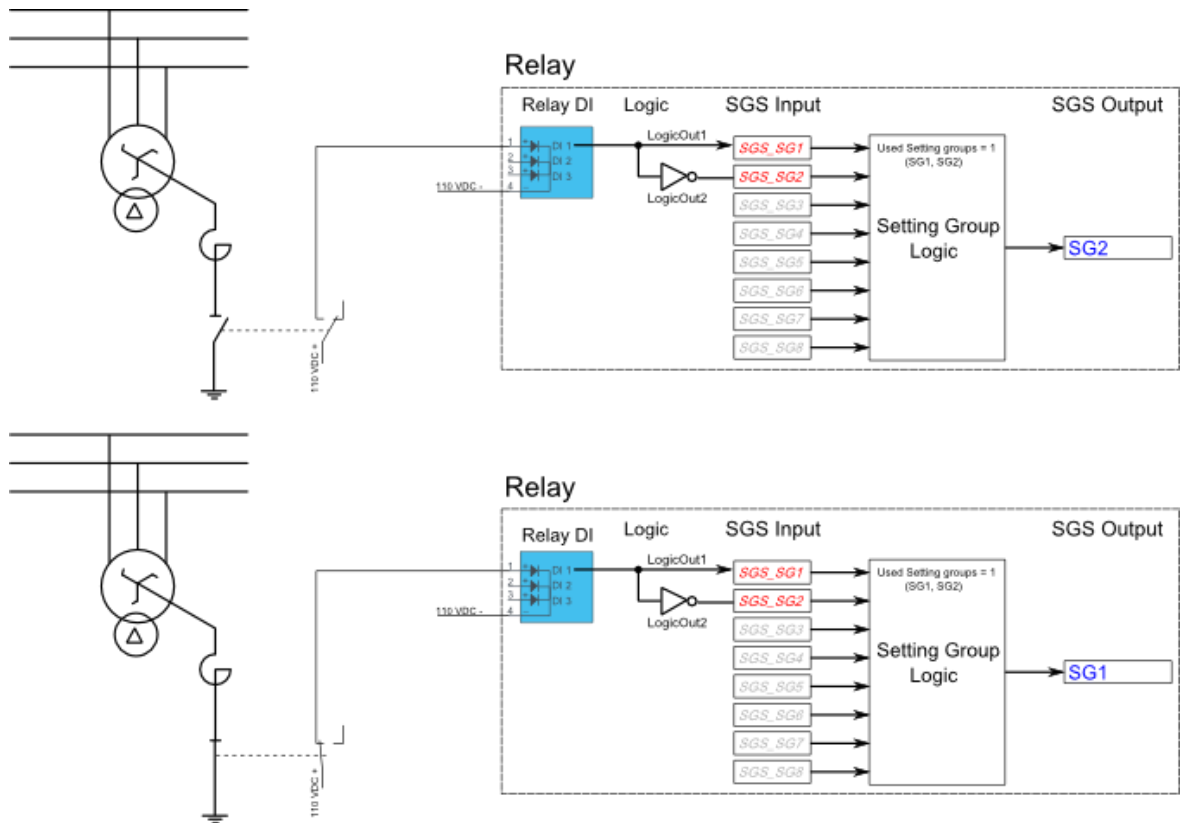 Relay
Relay DI Logic SGS Input SGS Output
1 + DI 1
2 + DI 2
3 + DI 3
4 -
110 VDC -
110 VDC +
LogicOut1
LogicOut2
SGS_SG1
SGS_SG2
SGS_SG3
SGS_SG4
SGS_SG5
SGS_SG6
SGS_SG7
SGS_SG8
Used Setting groups = 1
(SG1, SG2)
Setting Group
Logic
SG2
Δ
Relay
Relay DI Logic SGS Input SGS Output
1 + DI 1
2 + DI 2
3 + DI 3
4 -
110 VDC -
110 VDC +
LogicOut1
LogicOut2
SGS_SG1
SGS_SG2
SGS_SG3
SGS_SG4
SGS_SG5
SGS_SG6
SGS_SG7
SGS_SG8
Used Setting groups = 1
(SG1, SG2)
Setting Group
Logic
SG1
Δ